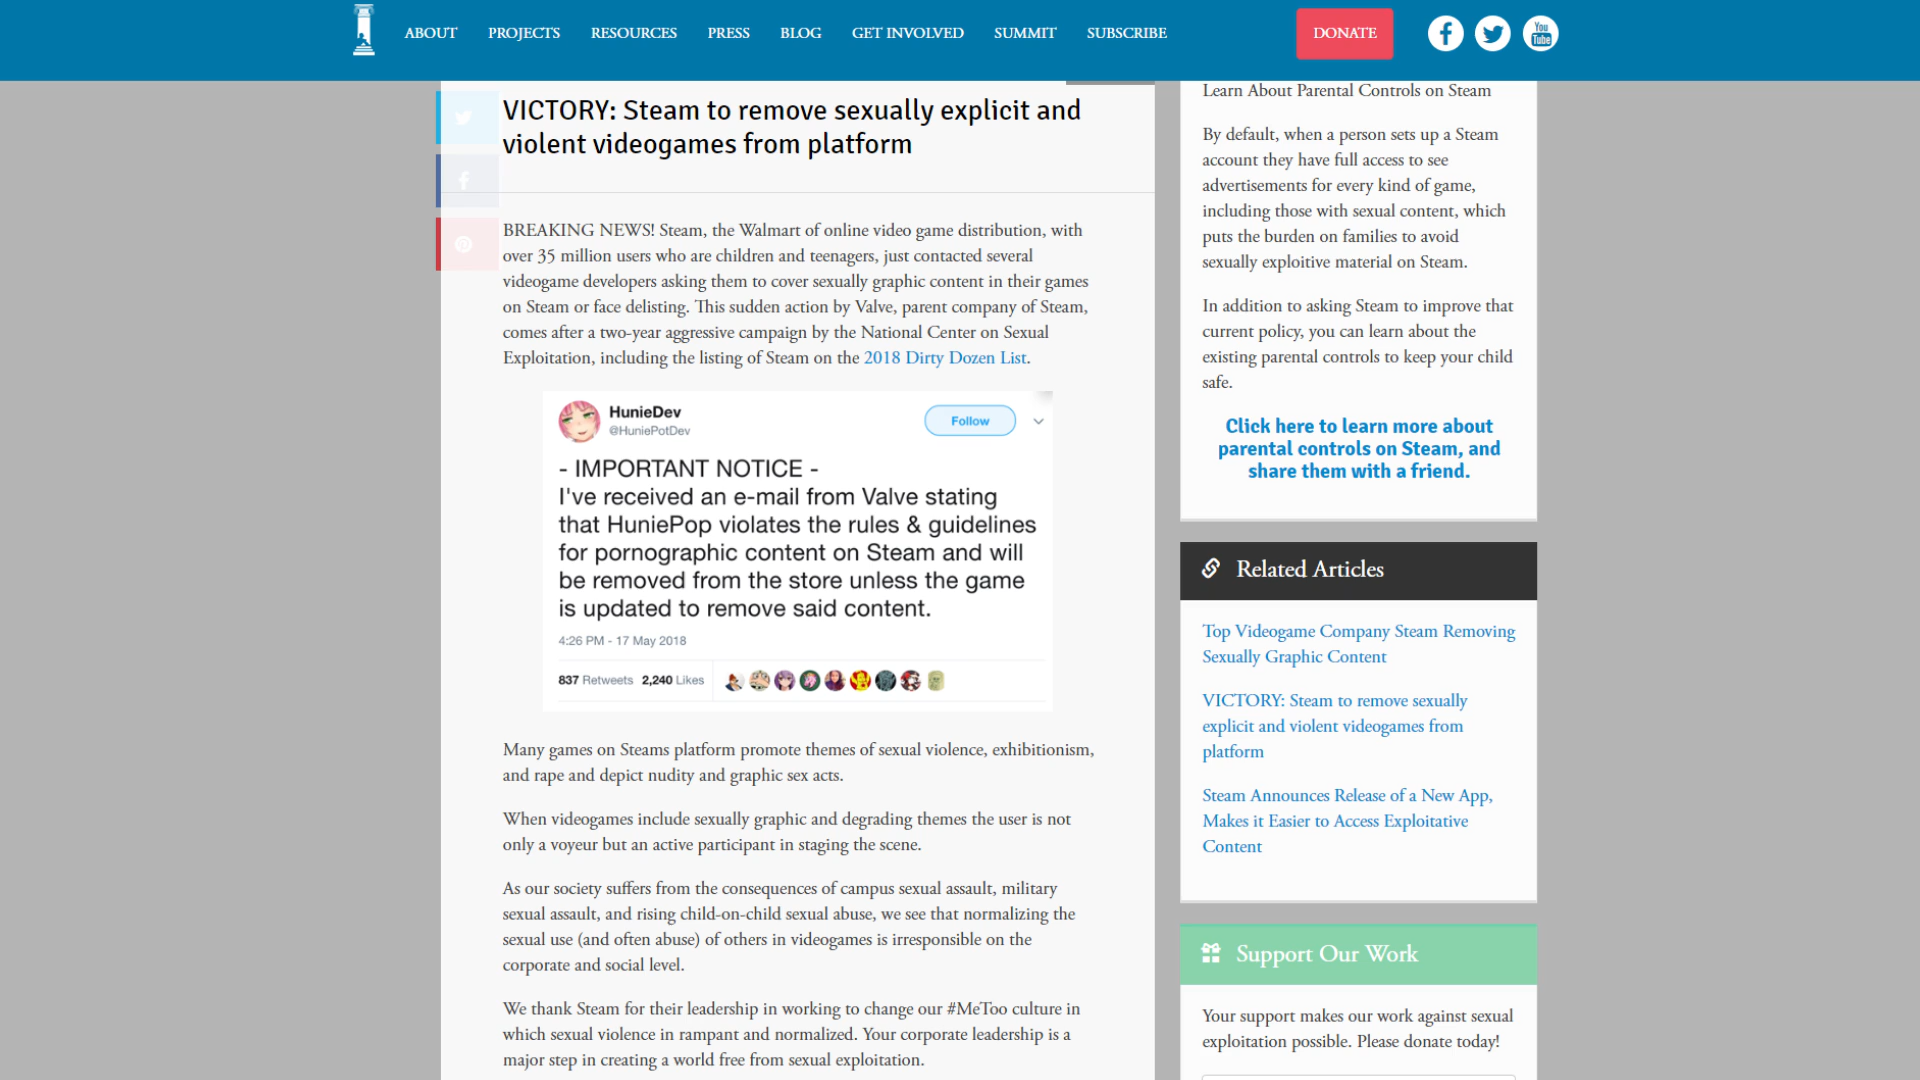 ABOUT PROJECTS RESOURCES PRESS BLOG GET INVOLVED SUMMIT SUBSCRIBE DONATE You Tube
VICTORY: Steam to remove sexually explicit and
violent videogames from platform
BREAKING NEWS! Steam, the Walmart of online video game distribution, with
over 35 million users who are children and teenagers, just contacted several
videogame developers asking them to cover sexually graphic content in their games
on Steam or face delisting. This sudden action by Valve, parent company of Steam,
comes after a two-year aggressive campaign by the National Center on Sexual
Exploitation, including the listing of Steam on the 2018 Dirty Dozen List.
HunieDev
@HuniePotDev
Follow
- IMPORTANT NOTICE -
I've received an e-mail from Valve stating
that HuniePop violates the rules & guidelines
for pornographic content on Steam and will
be removed from the store unless the game
is updated to remove said content.
4:26 PM - 17 May 2018
837 Retweets 2,240 Likes
Many games on Steams platform promote themes of sexual violence, exhibitionism,
and rape and depict nudity and graphic sex acts.
When videogames include sexually graphic and degrading themes the user is not
only a voyeur but an active participant in staging the scene.
As our society suffers from the consequences of campus sexual assault, military
sexual assault, and rising child-on-child sexual abuse, we see that normalizing the
sexual use (and often abuse) of others in videogames is irresponsible on the
corporate and social level.
We thank Steam for their leadership in working to change our #MeToo culture in
which sexual violence in rampant and normalized. Your corporate leadership is a
major step in creating a world free from sexual exploitation.
Learn About Parental Controls on Steam
By default, when a person sets up a Steam
account they have full access to see
advertisements for every kind of game,
including those with sexual content, which
puts the burden on families to avoid
sexually exploitive material on Steam.
In addition to asking Steam to improve that
current policy, you can learn about the
existing parental controls to keep your child
safe.
Click here to learn more about
parental controls on Steam, and
share them with a friend.
Related Articles
Top Videogame Company Steam Removing
Sexually Graphic Content
VICTORY: Steam to remove sexually
explicit and violent videogames from
platform
Steam Announces Release of a New App,
Makes it Easier to Access Exploitative
Content
Support Our Work
Your support makes our work against sexual
exploitation possible. Please donate today!